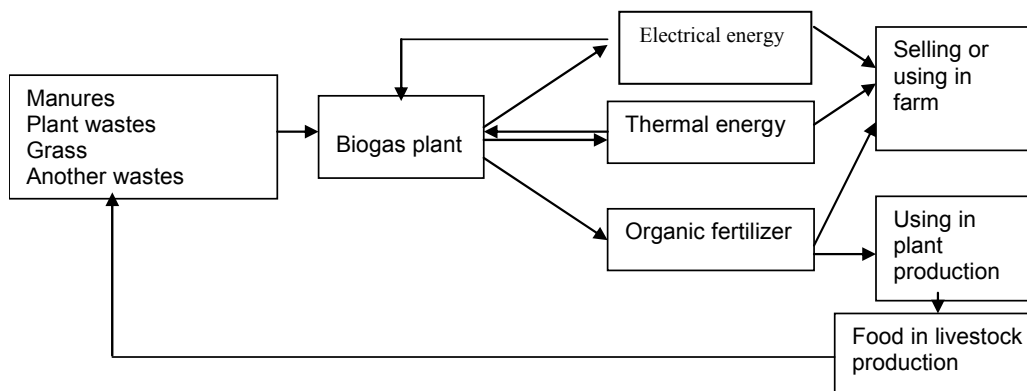 Manures
Plant wastes
Grass
Another wastes
Biogas plant
Electrical energy
Thermal energy
Organic fertilizer
Selling or
using in
farm
Using in
plant
production
Food in livestock
production